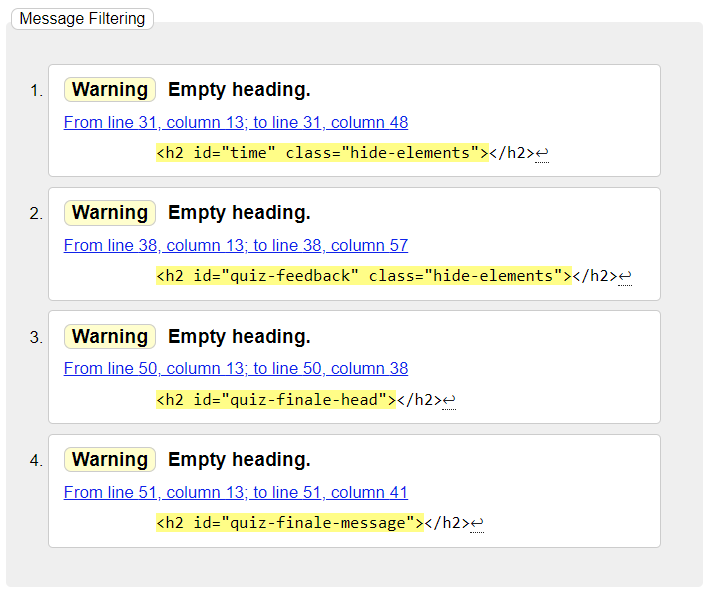 Message Filtering
1. Warning Empty heading.
From line 31, column 13; to line 31, column 48
<h2 id="time" class="hide-elements"></h2>↩
2. Warning Empty heading.
From line 38, column 13; to line 38, column 57
<h2 id="quiz-feedback" class="hide-elements"></h2>↩
3. Warning Empty heading.
From line 50, column 13; to line 50, column 38
<h2 id="quiz-finale-head"></h2>↩
4. Warning Empty heading.
From line 51, column 13; to line 51, column 41
<h2 id="quiz-finale-message"></h2>↩